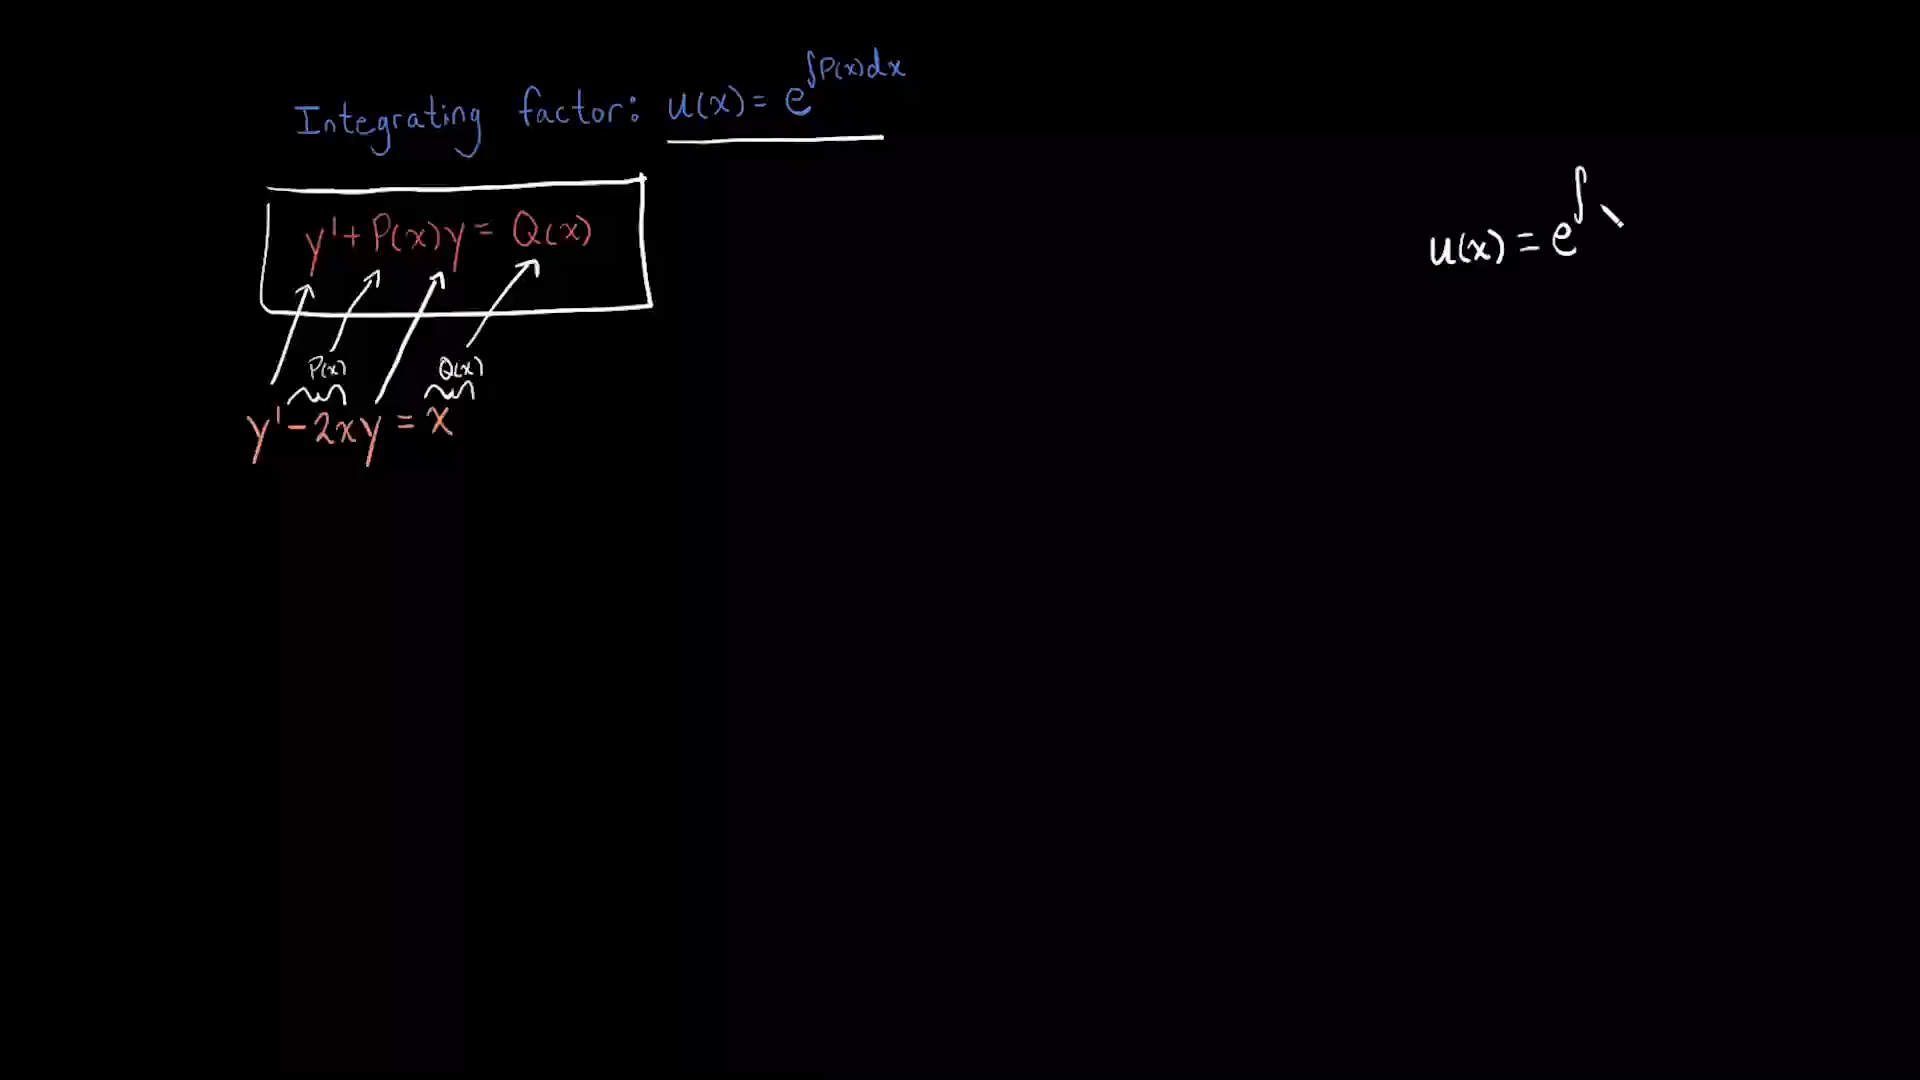 Integrating factor: u(x) = e^∫P(x)dx
y' + P(x)y = Q(x)
u(x) = e^∫
P(x) Q(x)
y' - 2xy = x